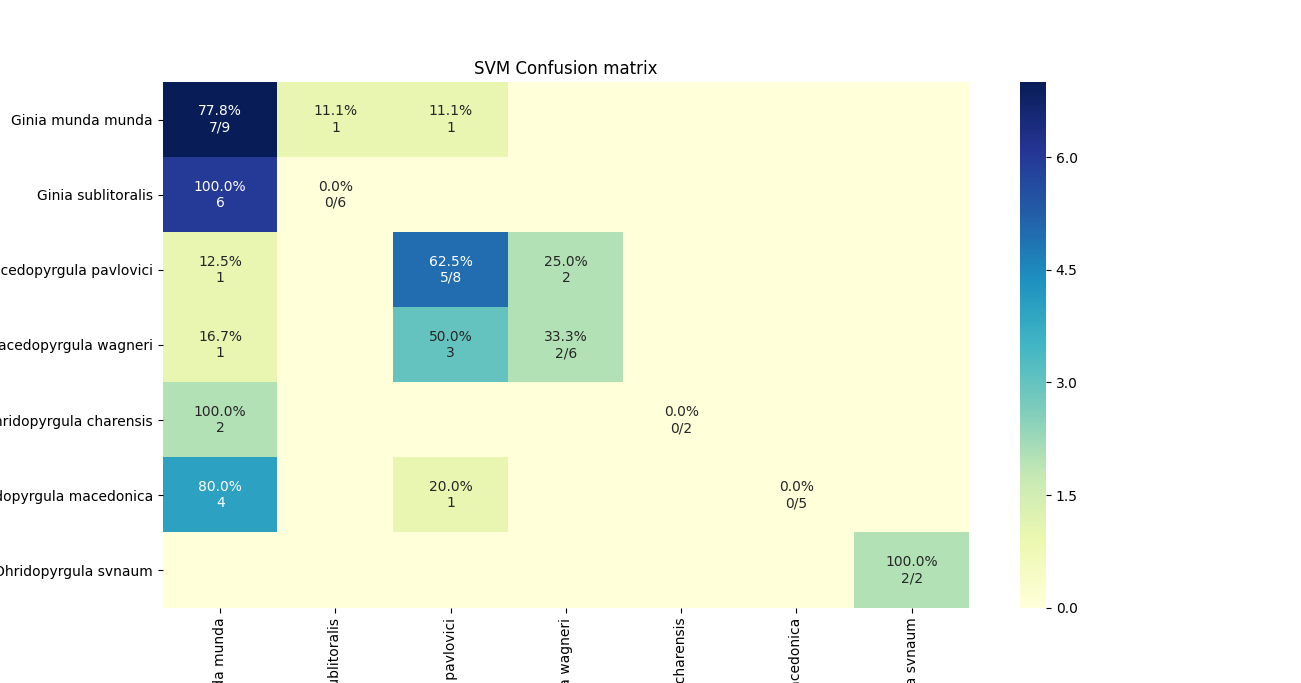 SVM Confusion matrix
Ginia munda munda
77.8%
7/9
11.1%
1
11.1%
1
Ginia sublitoralis
100.0%
6
0.0%
0/6
cedopyrgula pavlovici
12.5%
1
62.5%
5/8
25.0%
2
acedopyrgula wagneri
16.7%
1
50.0%
3
33.3%
2/6
hridopyrgula charensis
100.0%
2
0.0%
0/2
dopyrgula macedonica
80.0%
4
20.0%
1
0.0%
0/5
Ohridopyrgula svnaum
100.0%
2/2
6.0
4.5
3.0
1.5
0.0
da munda
ublitoralis
pavlovici
a wagneri
charensis
acedonica
a svnaum